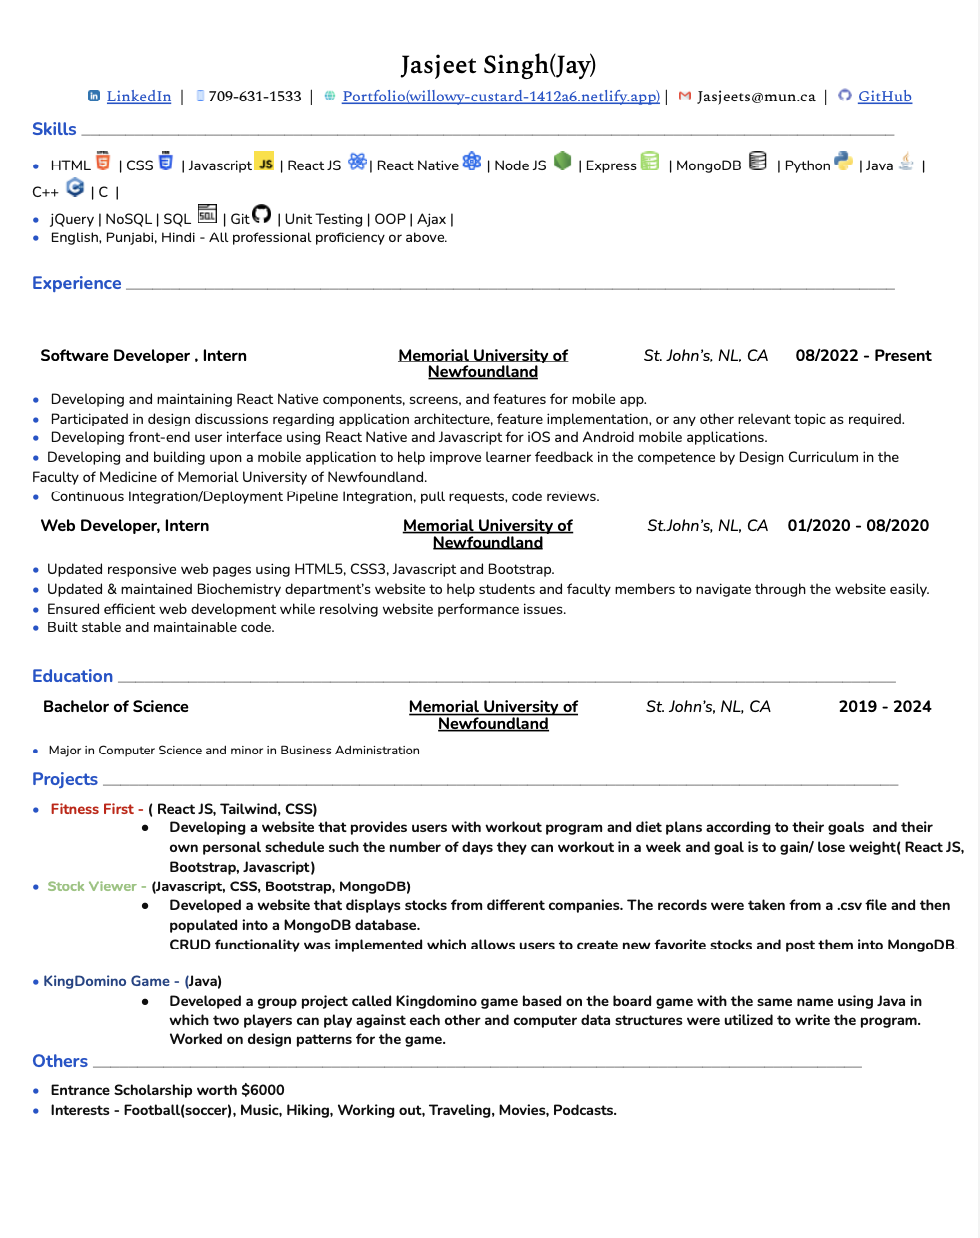 Jasjeet Singh(Jay)
LinkedIn | 709-631-1533 | Portfolio(willowy-custard-1412a6.netlify.app) | Jasjeets@mun.ca | GitHub
Skills
• HTML | CSS | Javascript JS | React JS | React Native | Node JS | Express | MongoDB | Python | Java |
C++ | C |
• jQuery | NoSQL | SQL SQL | Git | Unit Testing | OOP | Ajax |
• English, Punjabi, Hindi - All professional proficiency or above.
Experience
Software Developer , Intern Memorial University of Newfoundland St. John's, NL, CA 08/2022 - Present
• Developing and maintaining React Native components, screens, and features for mobile app.
• Participated in design discussions regarding application architecture, feature implementation, or any other relevant topic as required.
• Developing front-end user interface using React Native and Javascript for iOS and Android mobile applications.
• Developing and building upon a mobile application to help improve learner feedback in the competence by Design Curriculum in the
Faculty of Medicine of Memorial University of Newfoundland.
• Continuous Integration/Deployment Pipeline Integration, pull requests, code reviews.
Web Developer, Intern Memorial University of Newfoundland St.John's, NL, CA 01/2020 - 08/2020
• Updated responsive web pages using HTML5, CSS3, Javascript and Bootstrap.
• Updated & maintained Biochemistry department's website to help students and faculty members to navigate through the website easily.
• Ensured efficient web development while resolving website performance issues.
• Built stable and maintainable code.
Education
Bachelor of Science Memorial University of Newfoundland St. John's, NL, CA 2019 - 2024
• Major in Computer Science and minor in Business Administration
Projects
• Fitness First - ( React JS, Tailwind, CSS)
• Developing a website that provides users with workout program and diet plans according to their goals and their
own personal schedule such the number of days they can workout in a week and goal is to gain/ lose weight( React JS,
Bootstrap, Javascript)
• Stock Viewer - (Javascript, CSS, Bootstrap, MongoDB)
• Developed a website that displays stocks from different companies. The records were taken from a .csv file and then
populated into a MongoDB database.
CRUD functionality was implemented which allows users to create new favorite stocks and post them into MongoDB
• KingDomino Game - (Java)
• Developed a group project called Kingdomino game based on the board game with the same name using Java in
which two players can play against each other and computer data structures were utilized to write the program.
Worked on design patterns for the game.
Others
• Entrance Scholarship worth $6000
• Interests - Football(soccer), Music, Hiking, Working out, Traveling, Movies, Podcasts.